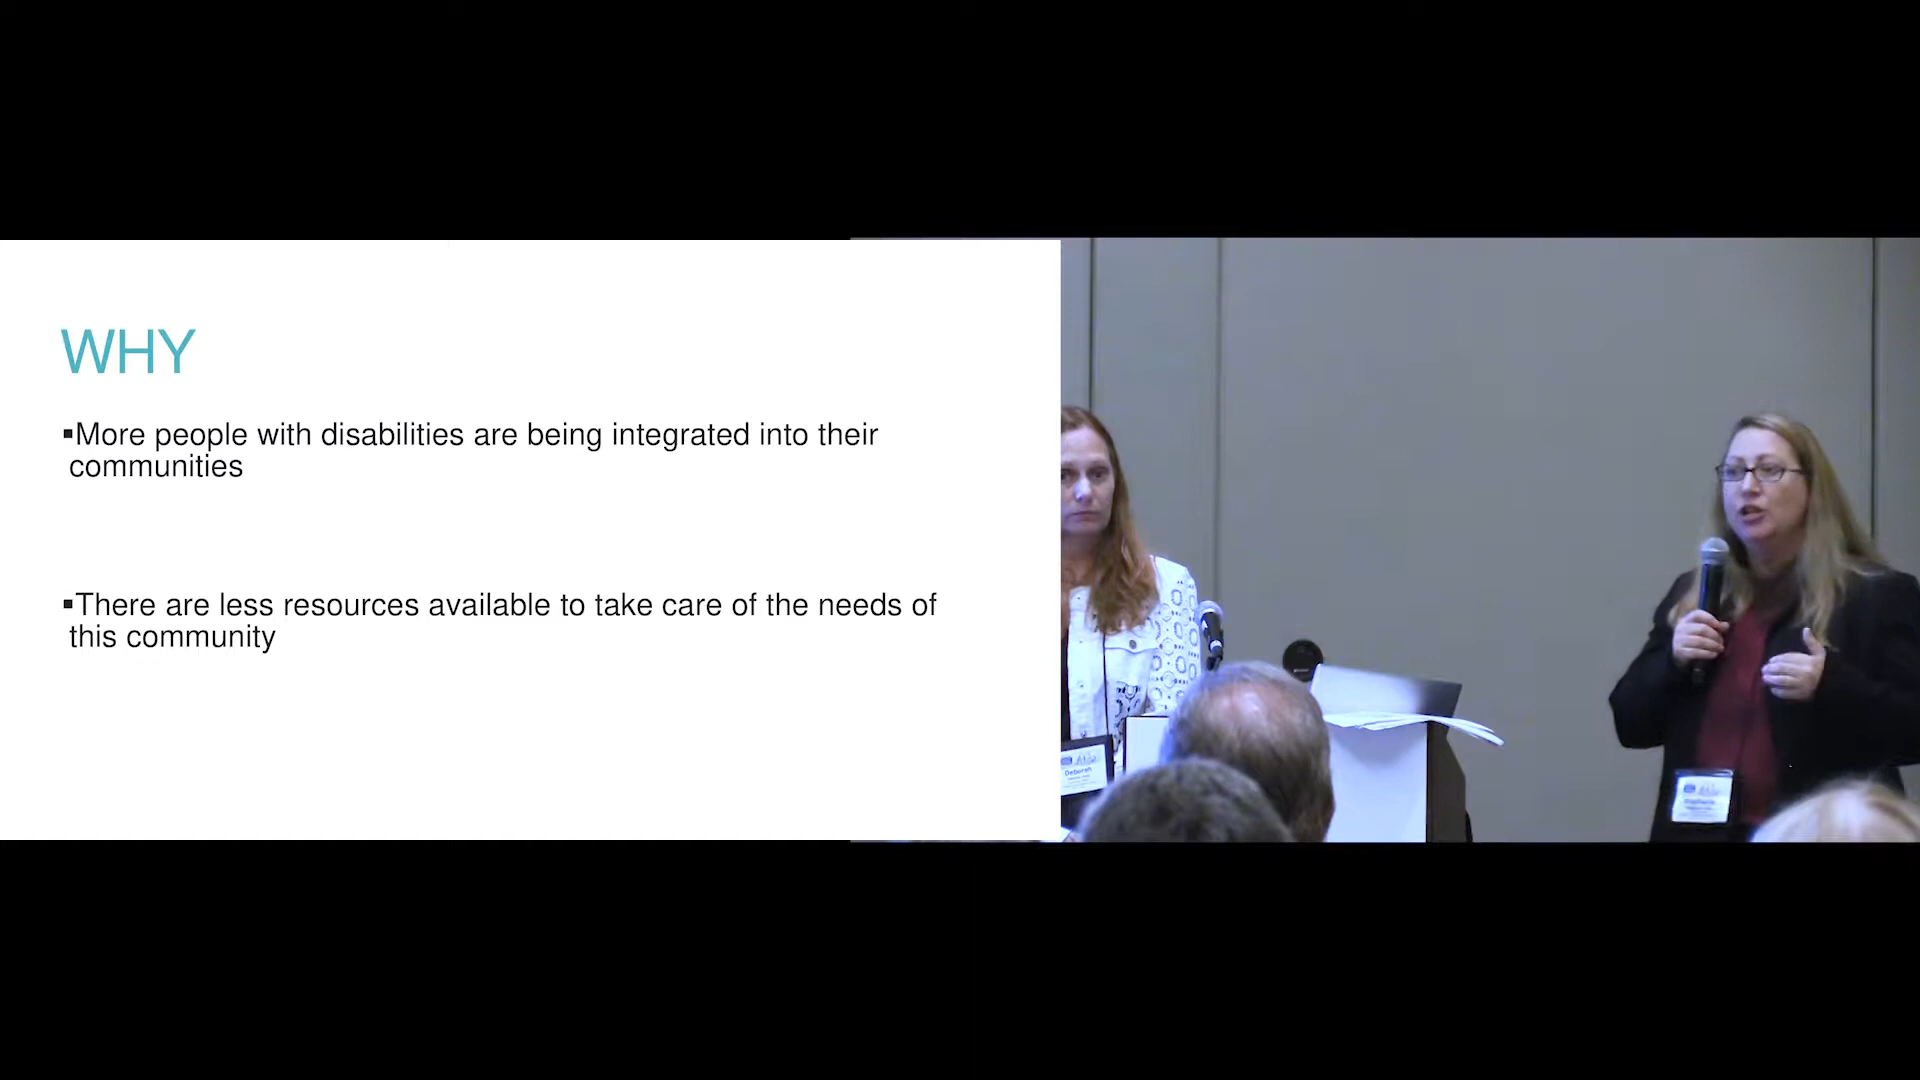 WHY
▪More people with disabilities are being integrated into their
communities
▪There are less resources available to take care of the needs of
this community
Deborah